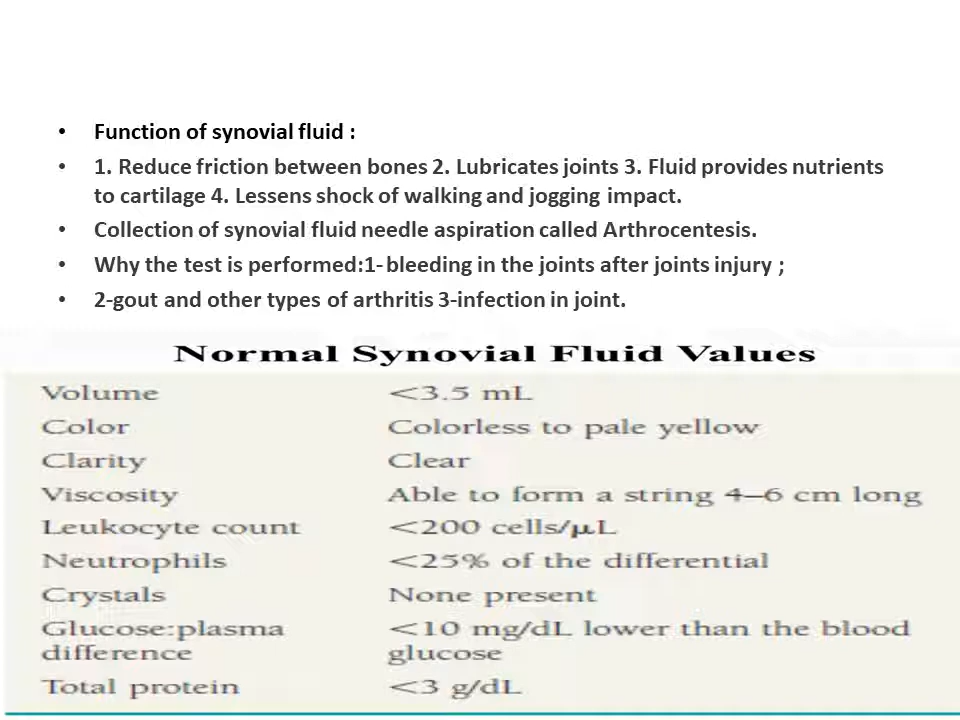 • Function of synovial fluid :
• 1. Reduce friction between bones 2. Lubricates joints 3. Fluid provides nutrients
to cartilage 4. Lessens shock of walking and jogging impact.
• Collection of synovial fluid needle aspiration called Arthrocentesis.
• Why the test is performed:1- bleeding in the joints after joints injury ;
• 2-gout and other types of arthritis 3-infection in joint.
Normal Synovial Fluid Values
Volume <3.5 mL
Color Colorless to pale yellow
Clarity Clear
Viscosity Able to form a string 4–6 cm long
Leukocyte count <200 cells/μL
Neutrophils <25% of the differential
Crystals None present
Glucose:plasma <10 mg/dL lower than the blood
difference glucose
Total protein <3 g/dL